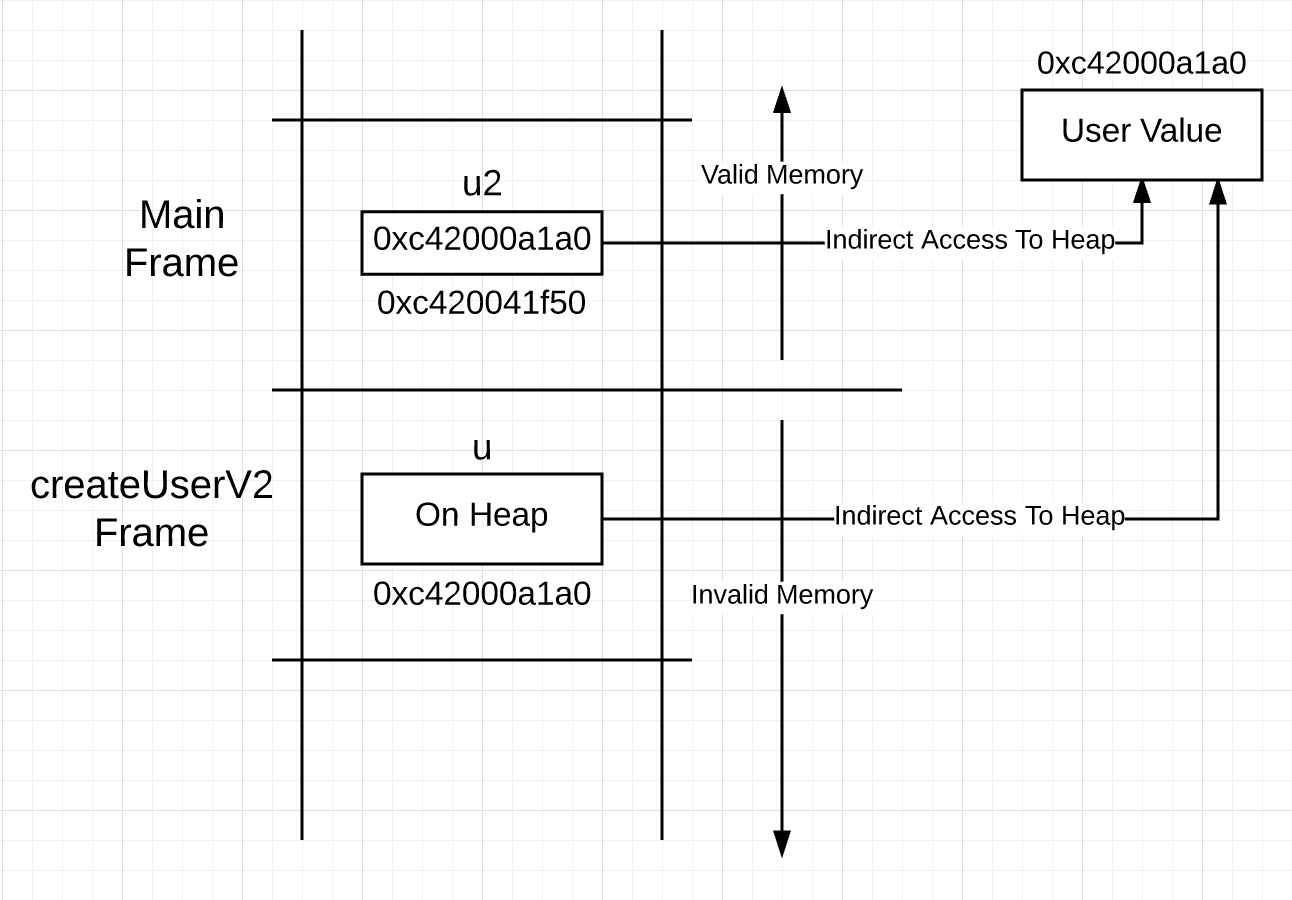 0xc42000a1a0
User Value
Valid Memory
u2
Main
Frame
0xc42000a1a0
Indirect Access To Heap
0xc420041f50
u
createUserV2
Frame
On Heap
Indirect Access To Heap
0xc42000a1a0
Invalid Memory